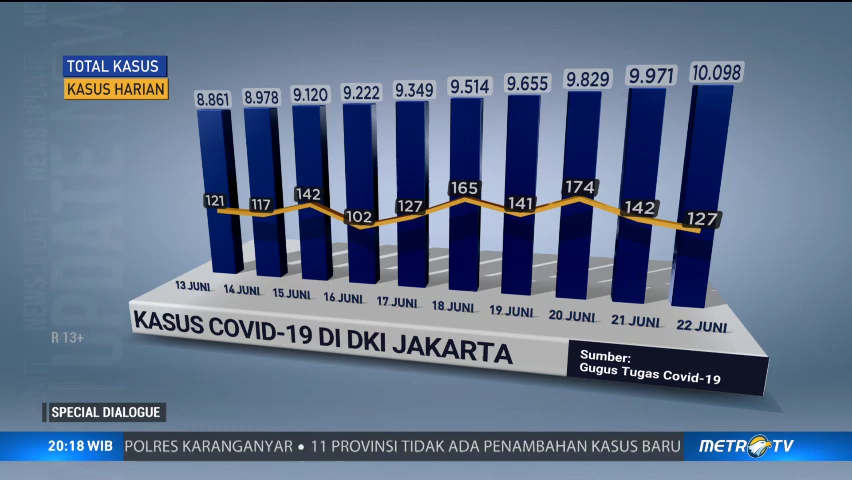 TOTAL KASUS
KASUS HARIAN
8.861 8.978 9.120 9.222 9.349 9.514 9.655 9.829 9.971 10.098
121 117 142 102 127 165 141 174 142 127
13 JUNI 14 JUNI 15 JUNI 16 JUNI 17 JUNI 18 JUNI 19 JUNI 20 JUNI 21 JUNI 22 JUNI
KASUS COVID-19 DI DKI JAKARTA
Sumber:
Gugus Tugas Covid-19
R 13+
SPECIAL DIALOGUE
20:18 WIB POLRES KARANGANYAR • 11 PROVINSI TIDAK ADA PENAMBAHAN KASUS BARU METRO TV